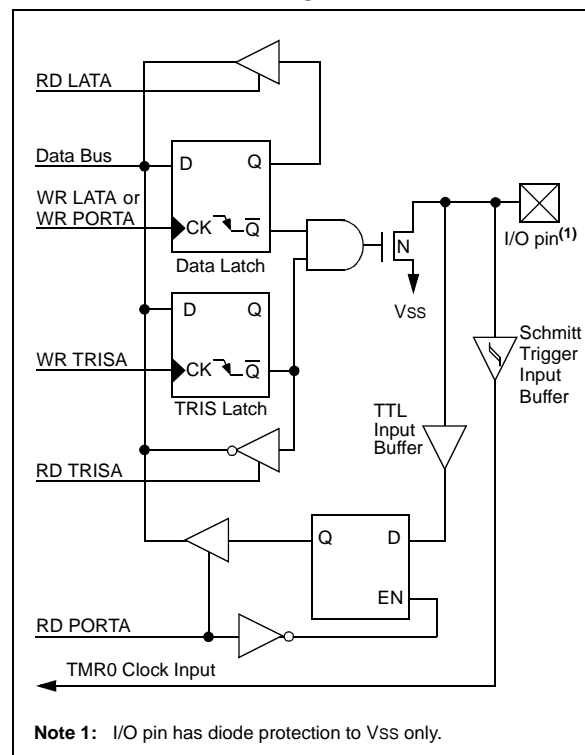 RD LATA
Data Bus
D
Q
WR LATA or
WR PORTA
CK
Q
Data Latch
N
I/O pin(1)
VSS
D
Q
WR TRISA
CK
Q
TRIS Latch
Schmitt
Trigger
Input
Buffer
TTL
Input
Buffer
RD TRISA
Q
D
EN
RD PORTA
TMR0 Clock Input
Note 1: I/O pin has diode protection to VSS only.